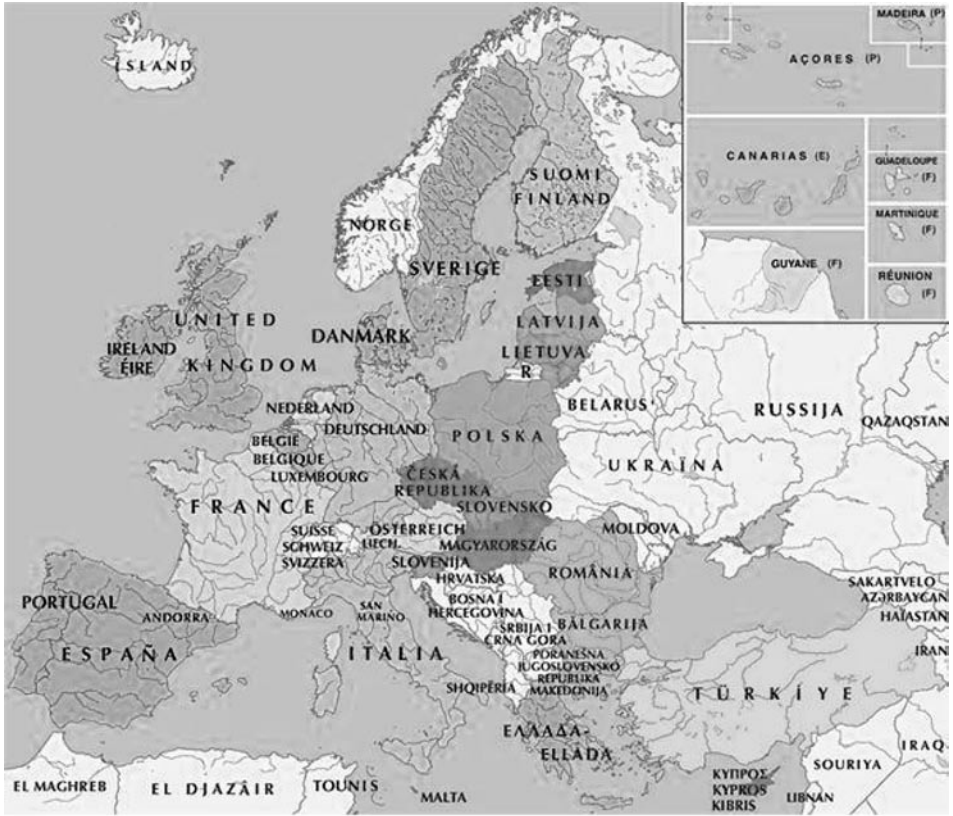 ÍSLAND
MADEIRA (P)
AÇORES (P)
CANARIAS (E)
GUADELOUPE
(F)
MARTINIQUE
(F)
GUYANE (F)
RÉUNION
(F)
SUOMI
FINLAND
NORGE
SVERIGE
EESTI
LATVIJA
LIETUVA
R
UNITED
KINGDOM
IRELAND
ÉIRE
DANMARK
NEDERLAND
DEUTSCHLAND
BELGIË
BELGIQUE
LUXEMBOURG
POLSKA
BELARUS'
RUSSIJA
QAZAQSTAN
UKRAÏNA
ČESKÁ
REPUBLIKA
SLOVENSKO
FRANCE
SUISSE
SCHWEIZ
SVIZZERA
LIECH.
ÖSTERREICH
MAGYARORSZÁG
MOLDOVA
SLOVENIJA
HRVATSKA
ROMÂNIA
BOSNA I
HERCEGOVINA
SRBIJA I
CRNA GORA
BĂLGARIJA
SAKARTVELO
AZƏRBAYCAN
HAÏASTAN
IRAN
PORTUGAL
ANDORRA
ESPAÑA
MONACO
SAN
MARINO
ITALIA
PORANEŠNA
JUGOSLOVENSKO
REPUBLIKA
MAKEDONIJA
SHQIPËRIA
TÜRKÍYE
ΕΛΛΑΔΑ-
ELLADA
EL MAGHREB
EL DJAZÂIR
TOUNIS
MALTA
ΚΥΠΡΟΣ
KYPROS
KIBRIS
LIBNAN
SOURIYA
IRAQ